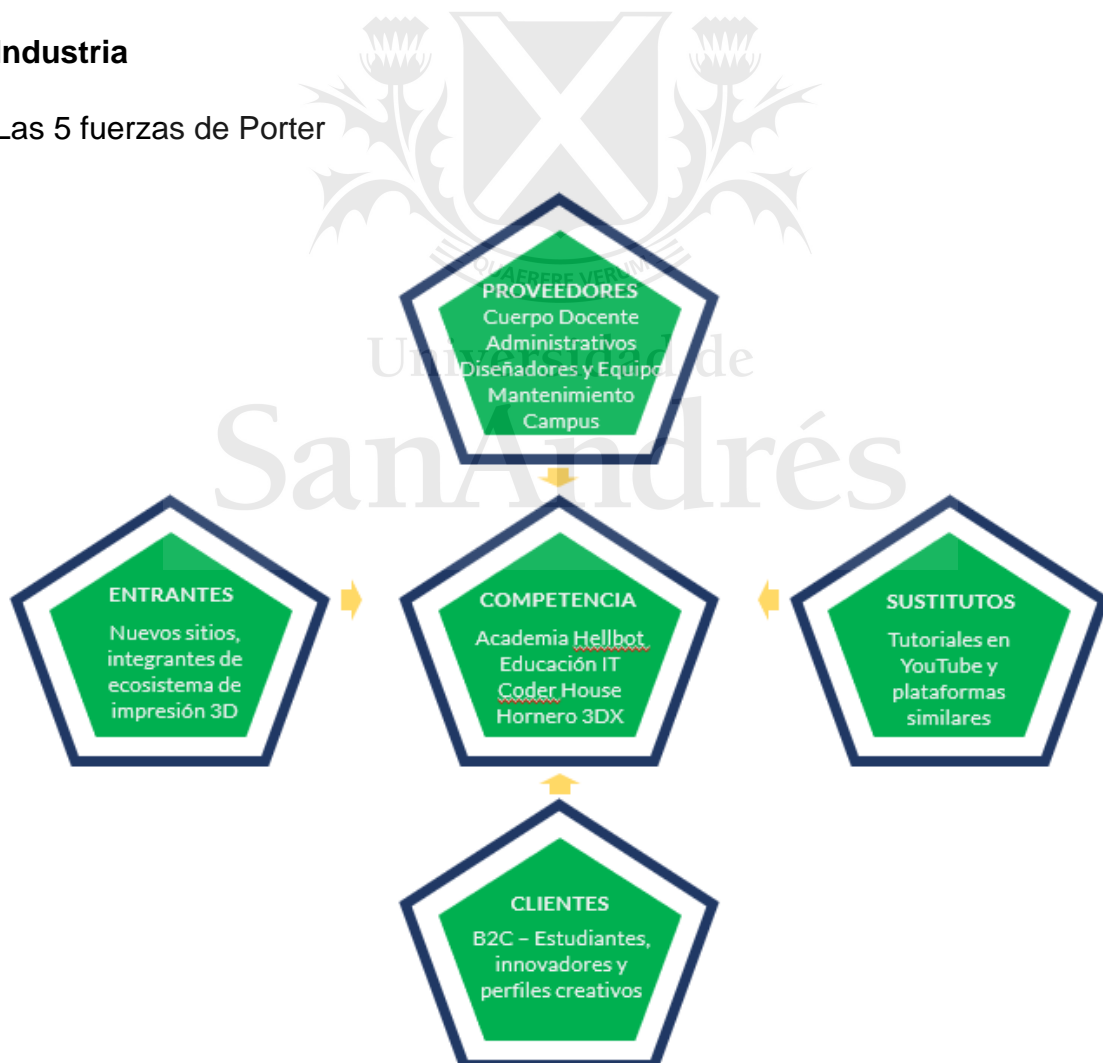 Industria
Las 5 fuerzas de Porter
QUAERERE VERUM
PROVEEDORES
Cuerpo Docente
Administrativos
Diseñadores y Equipo
Mantenimiento
Campus
Universidad de
SanAndrés
ENTRANTES
Nuevos sitios,
integrantes de
ecosistema de
impresión 3D
COMPETENCIA
Academia Hellbot
Educación IT
Coder House
Hornero 3DX
SUSTITUTOS
Tutoriales en
YouTube y
plataformas
similares
CLIENTES
B2C – Estudiantes,
innovadores y
perfiles creativos